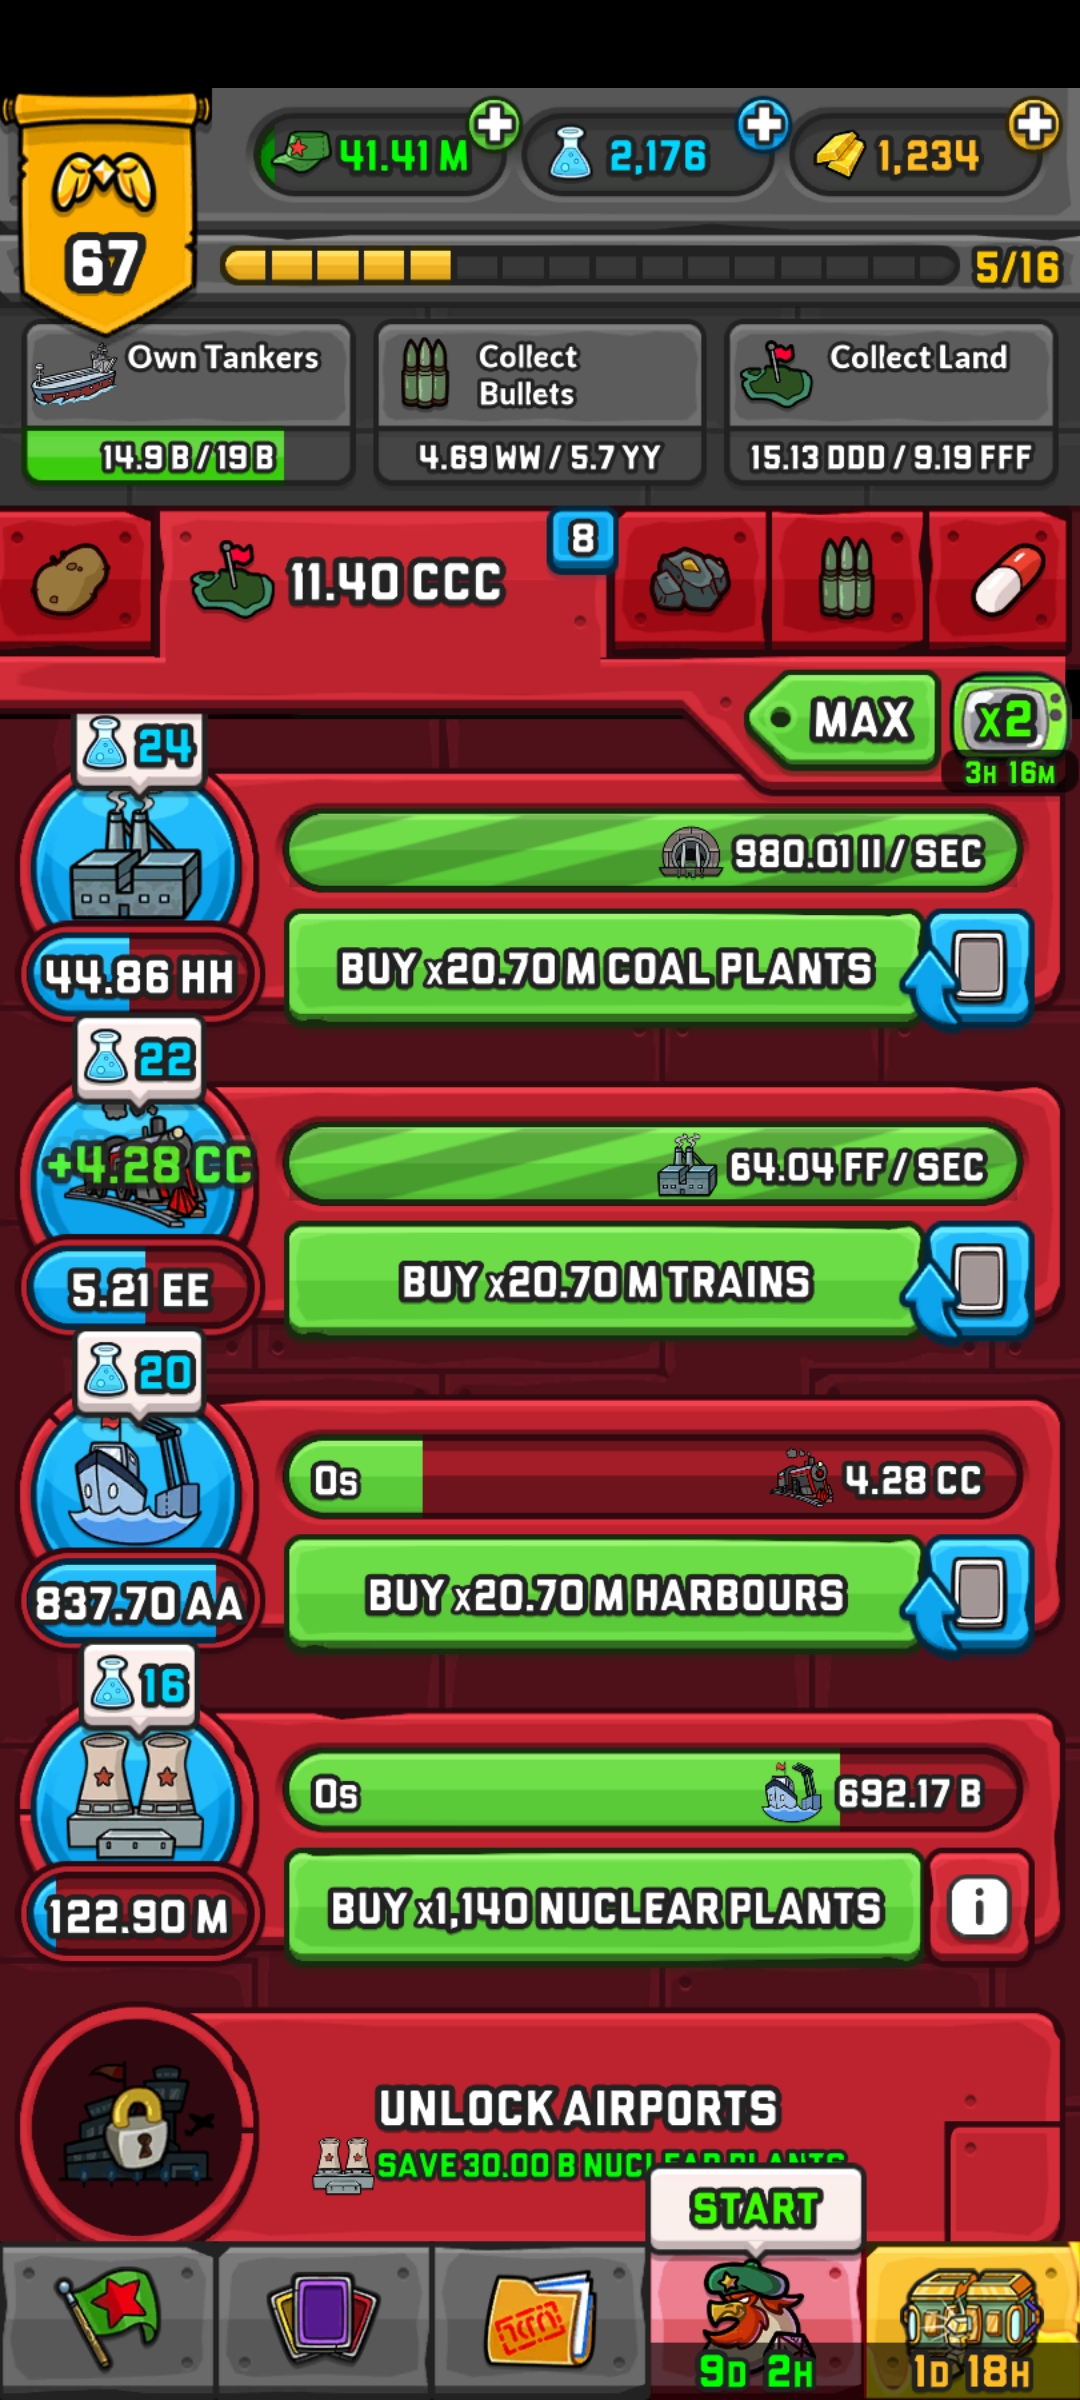 41.41 M
2,176
1,234
67
5/16
Own Tankers
14.9 B / 19 B
Collect
Bullets
4.69 WW / 5.7 YY
Collect Land
15.13 DDD / 9.19 FFF
11.40 CCC
8
MAX
x2
3H 16M
24
980.01 II / SEC
44.86 HH
BUY x20.70 M COAL PLANTS
22
+4.28 CC
64.04 FF / SEC
5.21 EE
BUY x20.70 M TRAINS
20
0s
4.28 CC
837.70 AA
BUY x20.70 M HARBOURS
16
0s
692.17 B
122.90 M
BUY x1,140 NUCLEAR PLANTS
i
UNLOCK AIRPORTS
SAVE 30.00 B NUCLEAR PLANTS
START
9D 2H
1D 18H